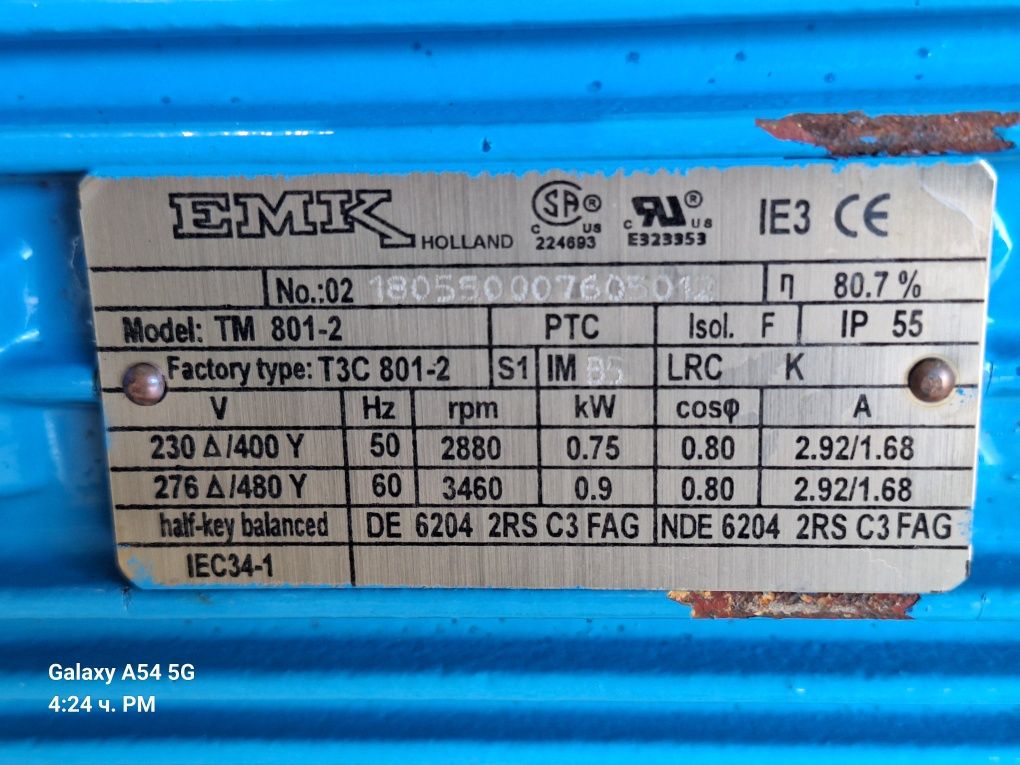 EMK HOLLAND CSA® C US 224693 C RU® US E323353 IE3 CE
No.:02 180550007605012 η 80.7 %
Model: TM 801-2 PTC Isol. F IP 55
Factory type: T3C 801-2 S1 IM B5 LRC K
V Hz rpm kW cosφ A
230 Δ/400 Y 50 2880 0.75 0.80 2.92/1.68
276 Δ/480 Y 60 3460 0.9 0.80 2.92/1.68
half-key balanced DE 6204 2RS C3 FAG NDE 6204 2RS C3 FAG
IEC34-1
Galaxy A54 5G
4:24 ч. PM